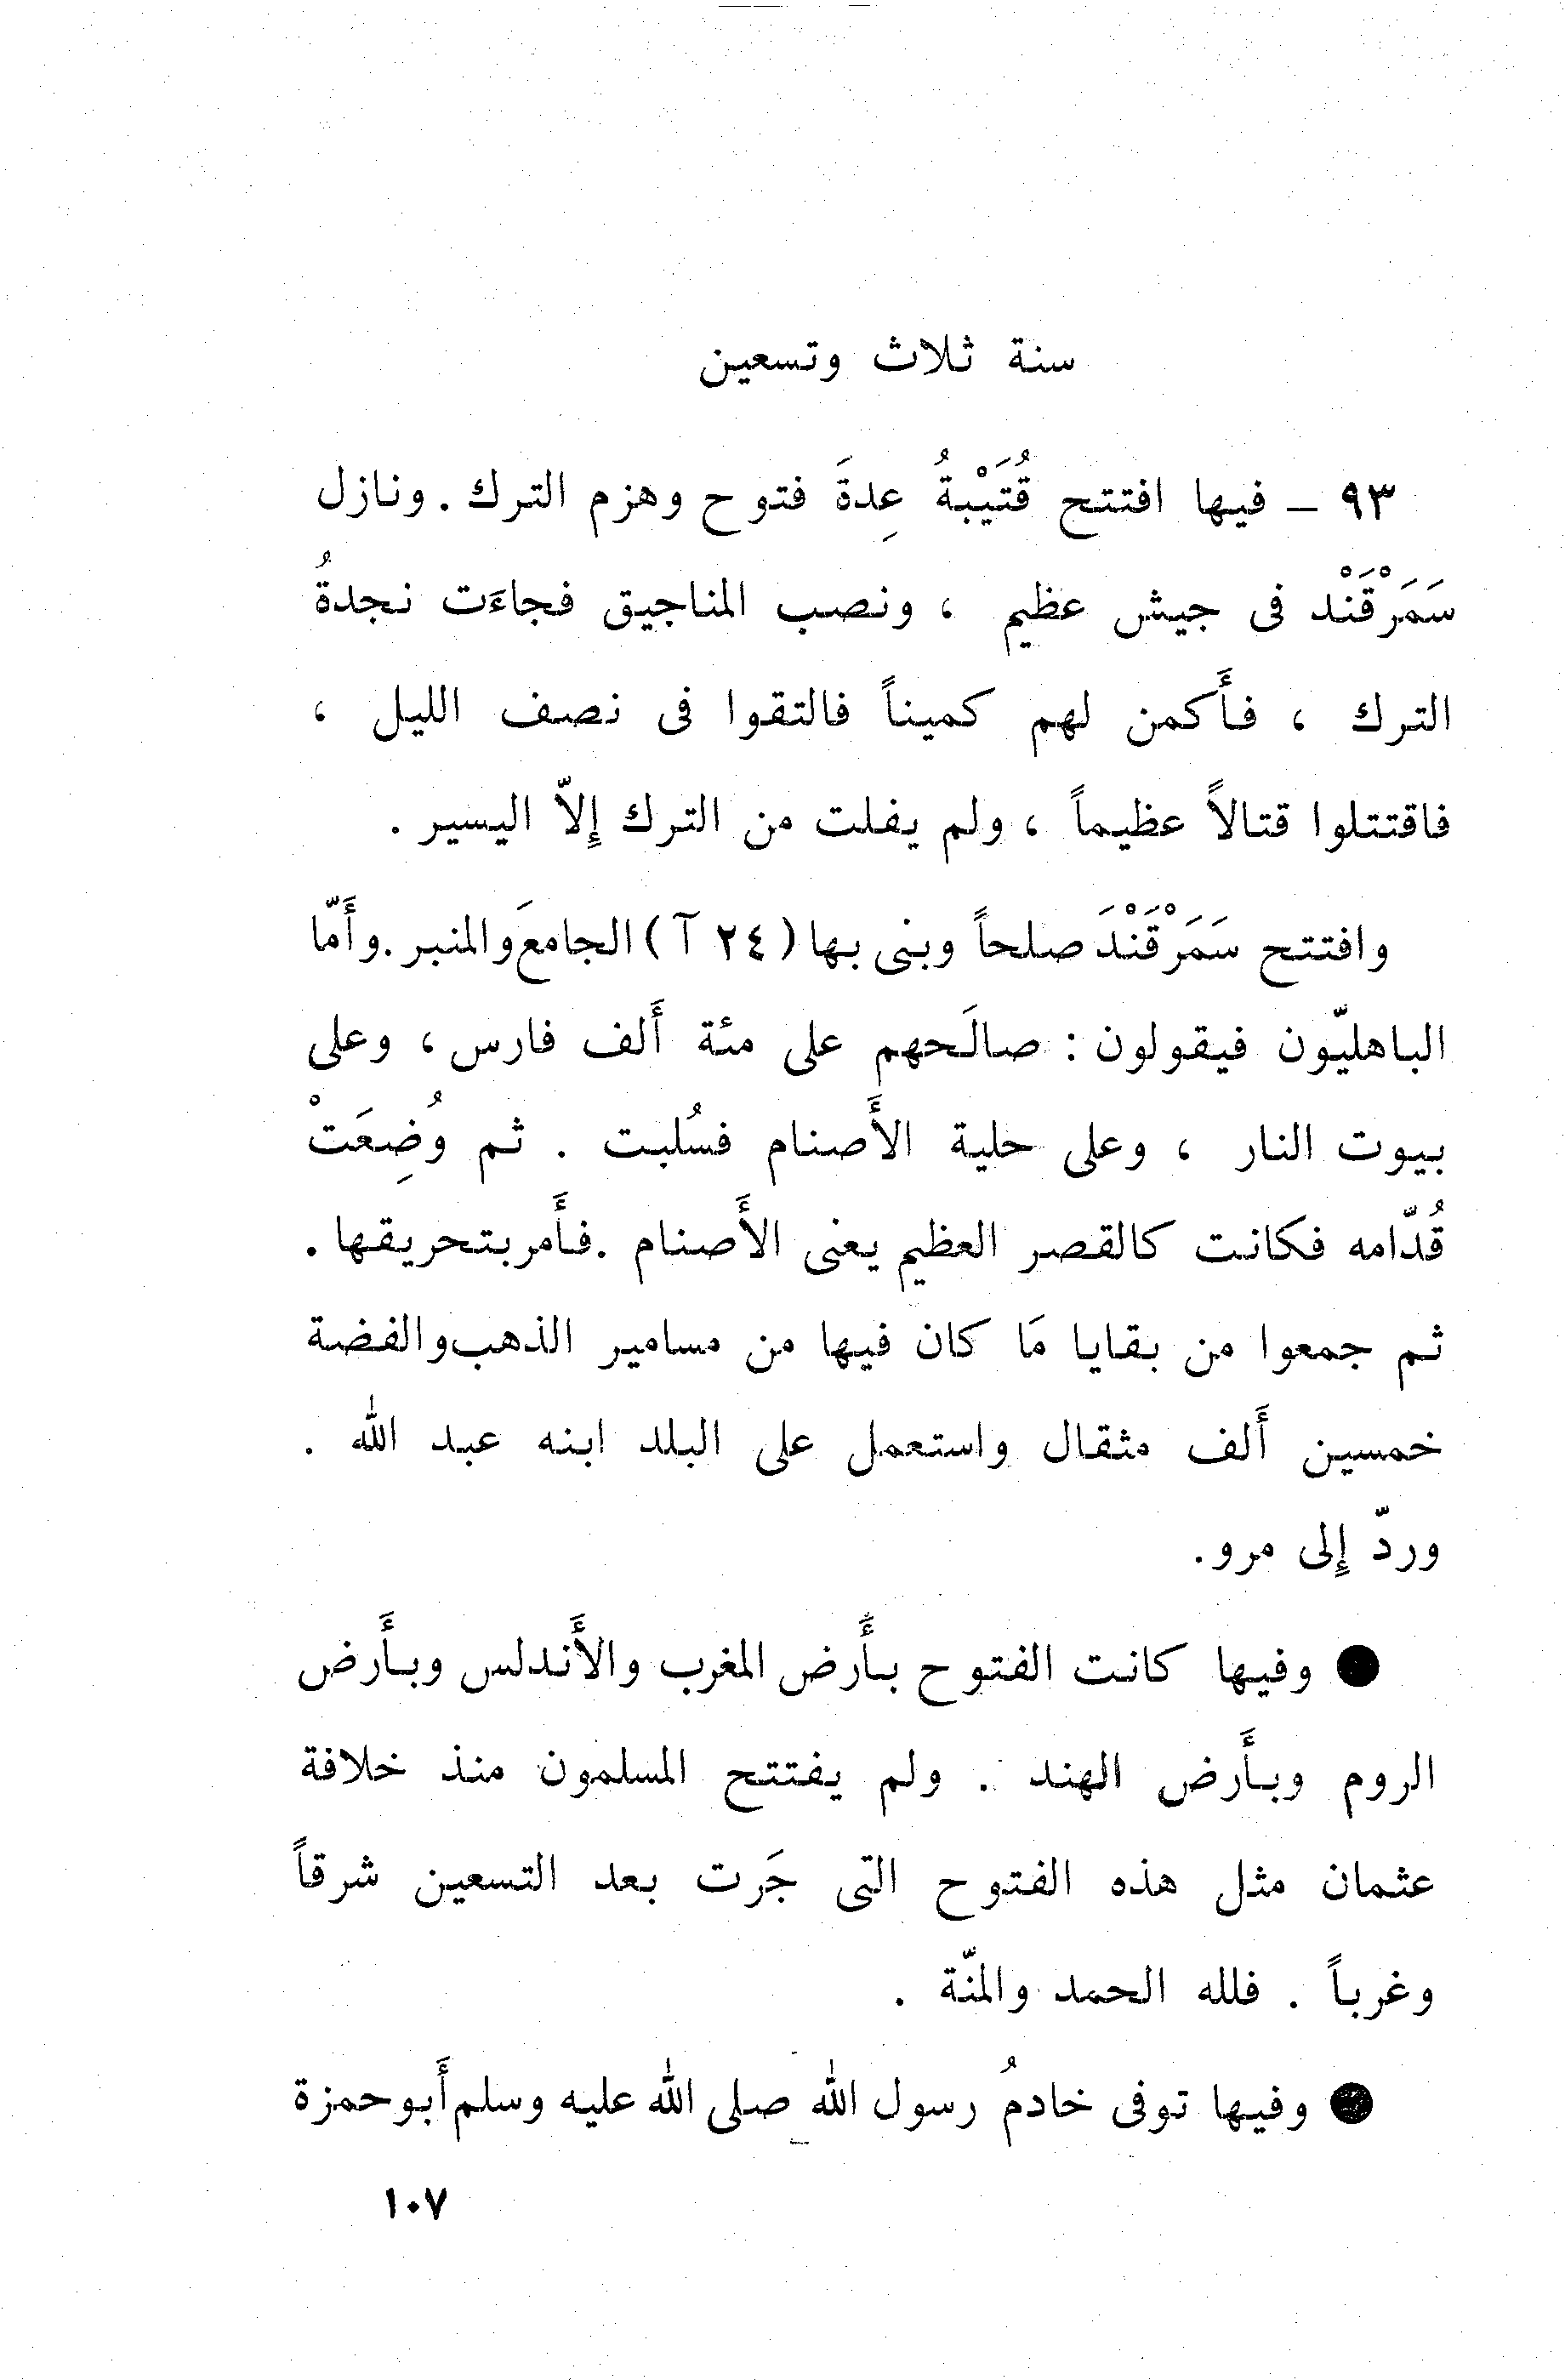 سنة ثلاث وتسعين
٩٣ – فيها افتتح قُتَيْبةُ عِدةَ فتوح وهزم الترك . ونازل
سَمَرْقَنْد فى جيش عظيم ، ونصب المناجيق فجاءَت نجدةُ
الترك ، فأَكمن لهم كميناً فالتقوا فى نصف الليل ،
فاقتتلوا قتالاً عظيماً ، ولم يفلت من الترك إِلاّ اليسير .
وافتتح سَمَرْقَنْدَ صلحاً وبنى بها ( ٢٤ آ ) الجامعَ والمنبر . وأَمّا
الباهليّون فيقولون : صالَحهم على مئة أَلف فارس ، وعلى
بيوت النار ، وعلى حلية الأَصنام فسُلبت . ثم وُضِعَتْ
قُدّامه فكانت كالقصر العظيم يعنى الأَصنام . فأَمر بتحريقها .
ثم جمعوا من بقايا مَا كان فيها من مسامير الذهب والفضة
خمسين أَلف مثقال واستعمل على البلد ابنه عبد الله .
وردّ إِلى مرو .
● وفيها كانت الفتوح بأَرض المغرب والأَندلس وبأَرض
الروم وبأَرض الهند . ولم يفتتح المسلمون منذ خلافة
عثمان مثل هذه الفتوح التى جَرت بعد التسعين شرقاً
وغرباً . فلله الحمد والمنّة .
● وفيها توفى خادمُ رسول الله صلى الله عليه وسلم أَبو حمزة
١٠٧